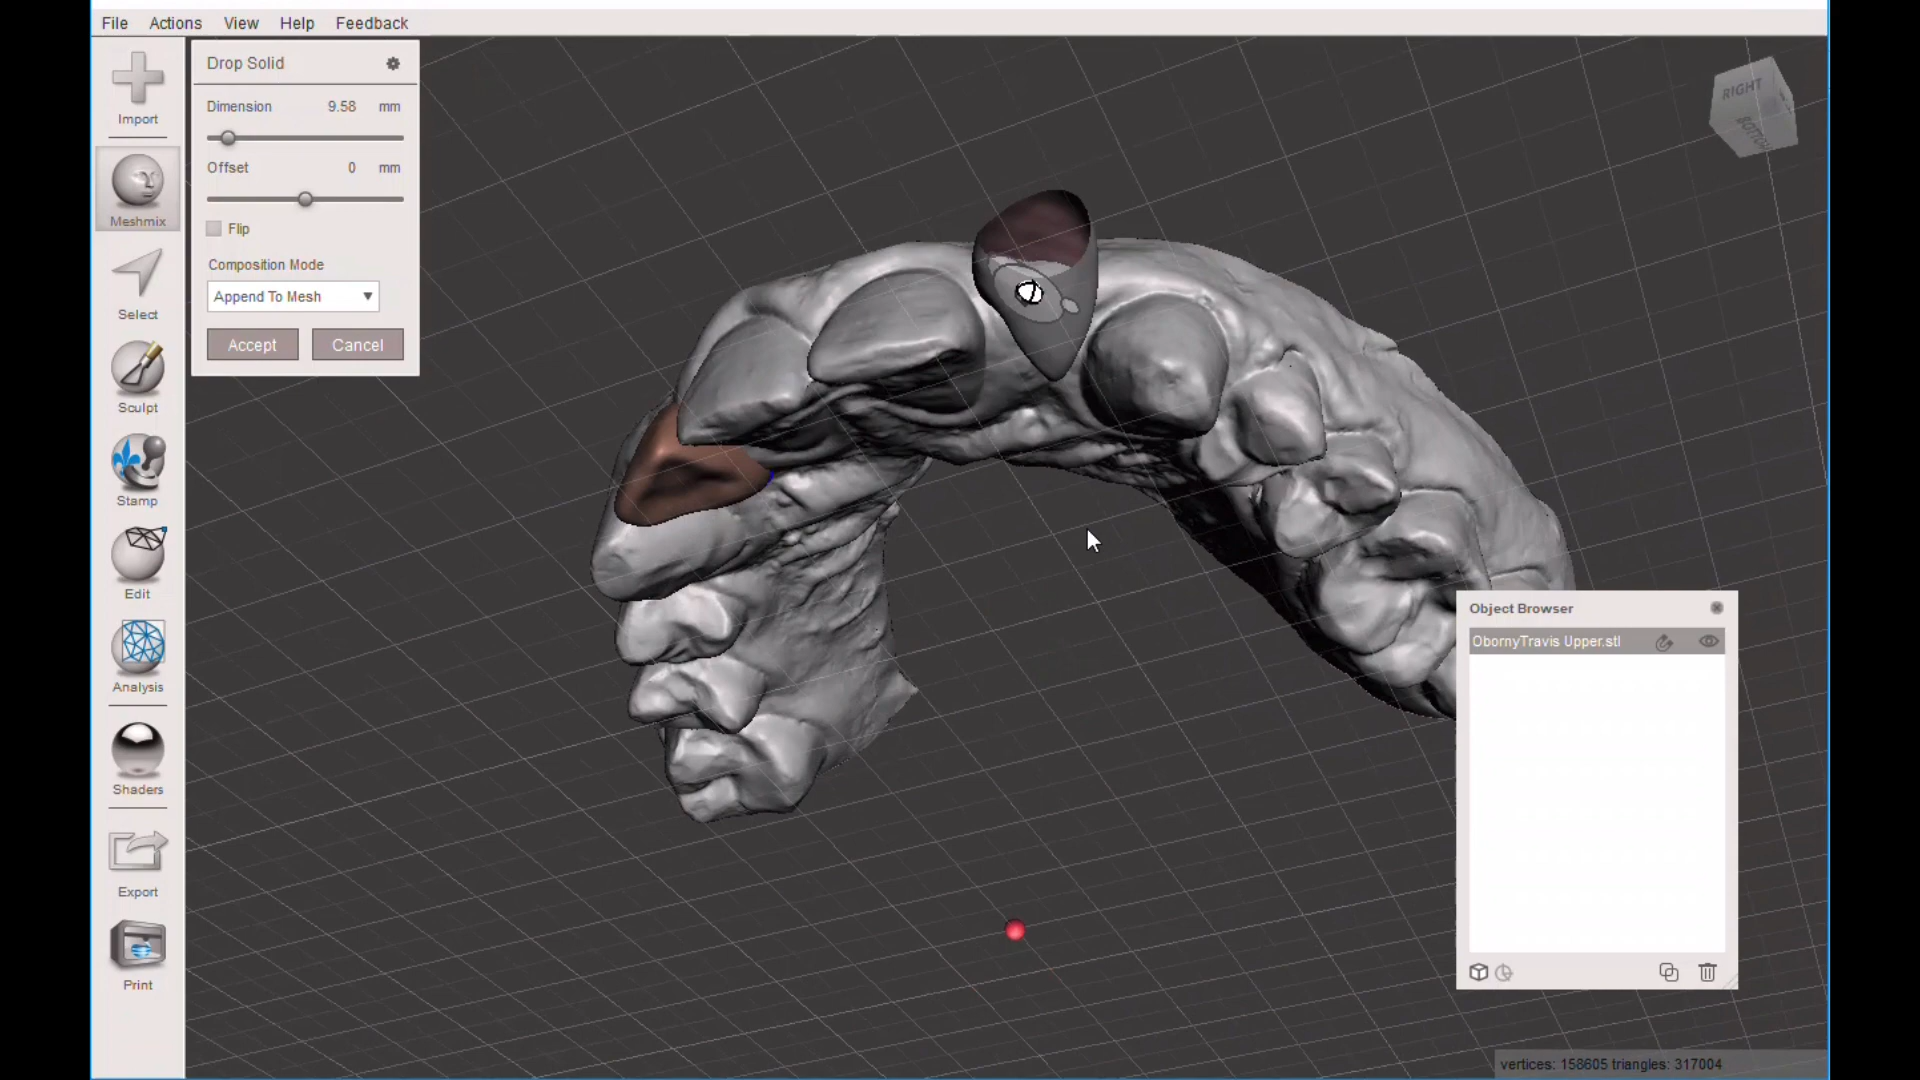 File Actions View Help Feedback
Import
Meshmix
Select
Sculpt
Stamp
Edit
Analysis
Shaders
Export
Print
Drop Solid
Dimension 9.58 mm
Offset 0 mm
Flip
Composition Mode
Append To Mesh
Accept Cancel
RIGHT
BOTTOM
Object Browser
ObornyTravis Upper.stl
vertices: 158605 triangles: 317004